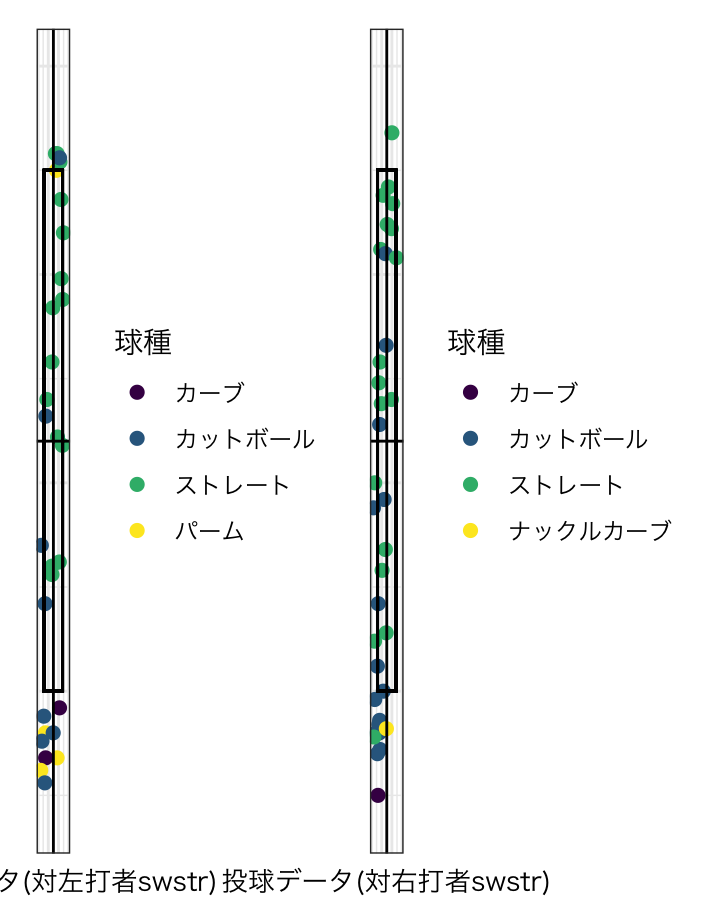 球種
カーブ
カットボール
ストレート
パーム
球種
カーブ
カットボール
ストレート
ナックルカーブ
タ(対左打者swstr)
投球データ(対右打者swstr)